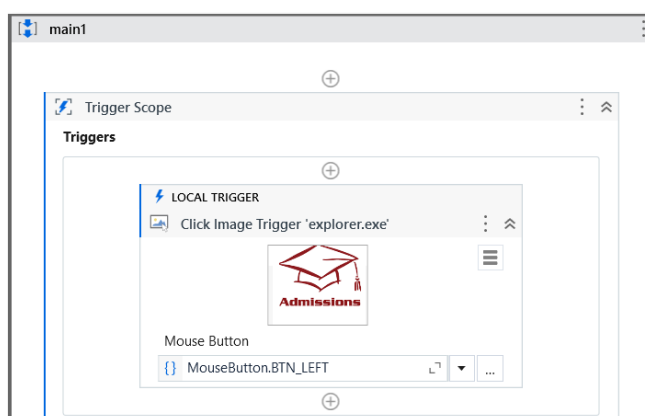 main1
Trigger Scope
Triggers
LOCAL TRIGGER
Click Image Trigger 'explorer.exe'
Admissions
Mouse Button
{} MouseButton.BTN_LEFT
...